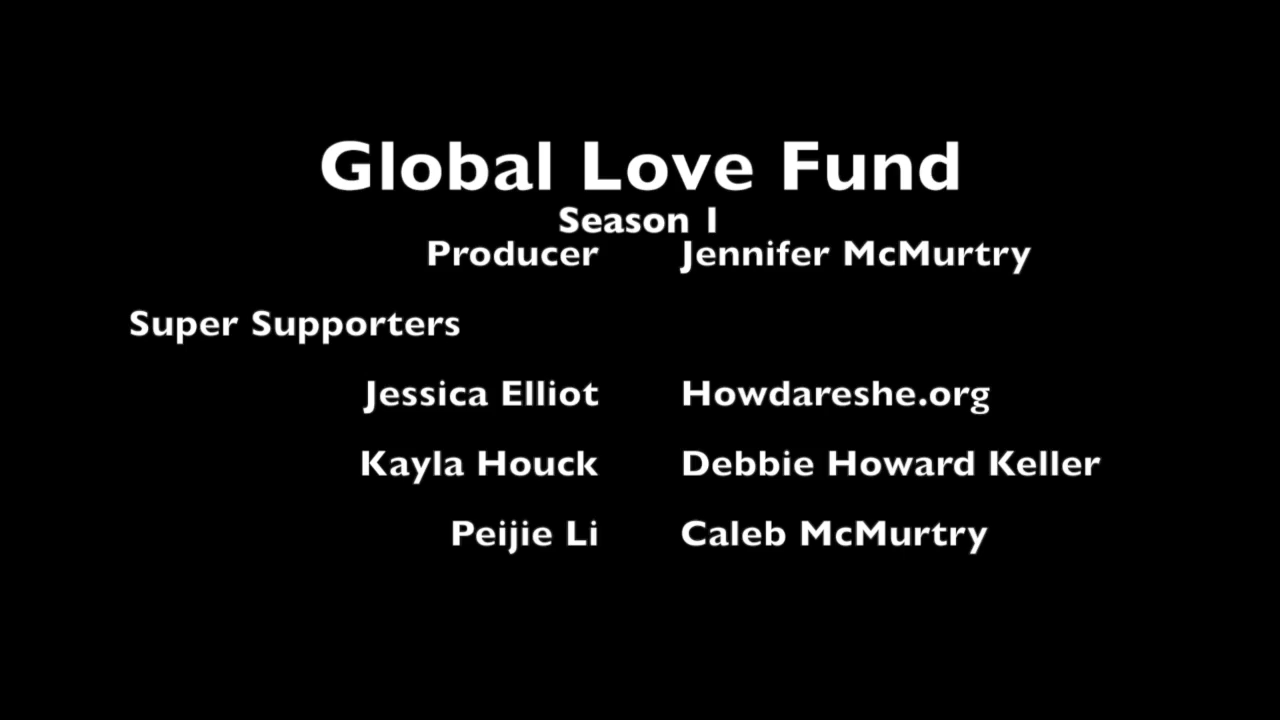 Global Love Fund
Season 1
Producer Jennifer McMurtry
Super Supporters
Jessica Elliot Howdareshe.org
Kayla Houck Debbie Howard Keller
Peijie Li Caleb McMurtry